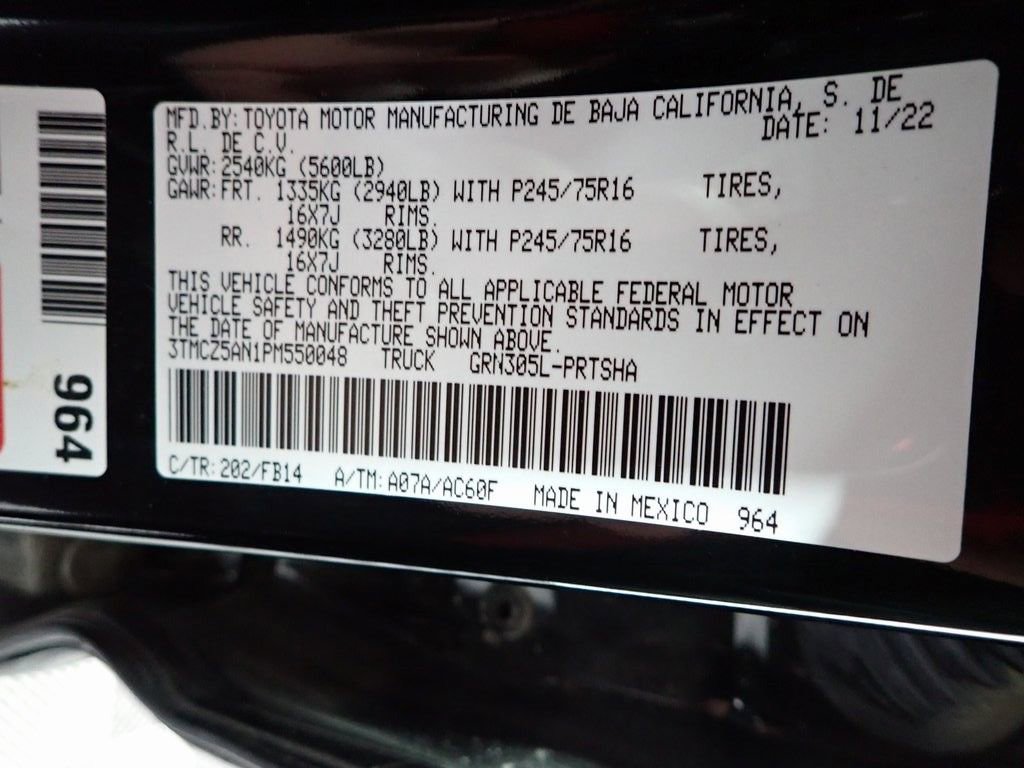 MFD.BY:TOYOTA MOTOR MANUFACTURING DE BAJA CALIFORNIA, S. DE
R.L. DE C.V. DATE: 11/22
GVWR:2540KG (5600LB)
GAWR:FRT. 1335KG (2940LB) WITH P245/75R16 TIRES,
16X7J RIMS.
RR. 1490KG (3280LB) WITH P245/75R16 TIRES,
16X7J RIMS.
THIS VEHICLE CONFORMS TO ALL APPLICABLE FEDERAL MOTOR
VEHICLE SAFETY AND THEFT PREVENTION STANDARDS IN EFFECT ON
THE DATE OF MANUFACTURE SHOWN ABOVE.
3TMCZ5AN1PM550048 TRUCK GRN305L-PRTSHA
C/TR:202/FB14 A/TM:A07A/AC60F MADE IN MEXICO 964
964